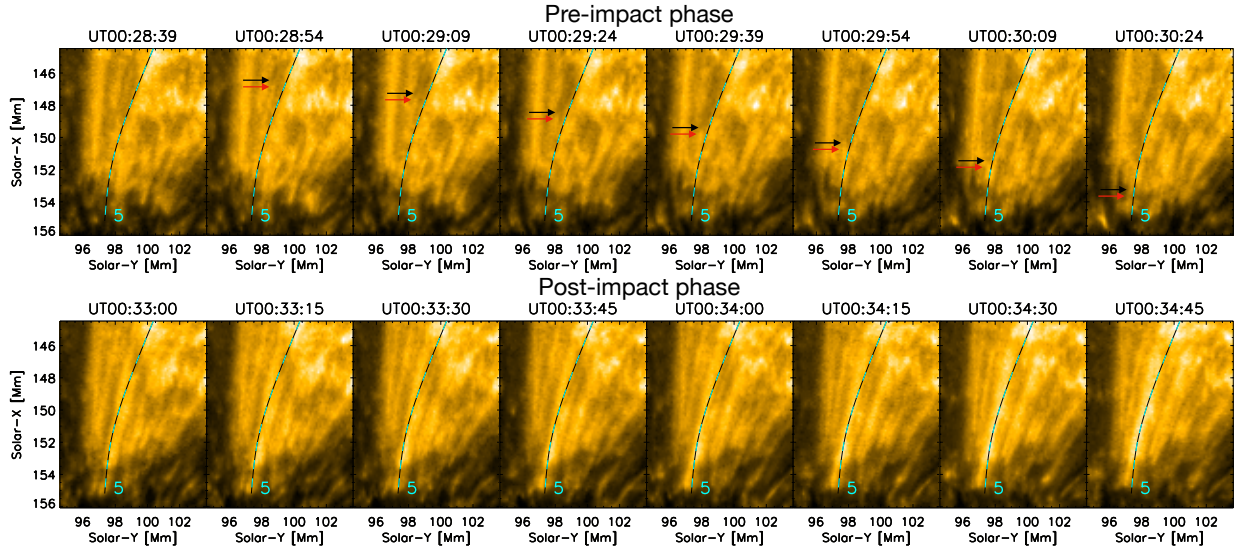 Pre-impact phase
UT00:28:39 UT00:28:54 UT00:29:09 UT00:29:24 UT00:29:39 UT00:29:54 UT00:30:09 UT00:30:24
Solar-X [Mm]
146
148
150
152
154
156
5 5 5 5 5 5 5 5
96 98 100 102 96 98 100 102 96 98 100 102 96 98 100 102 96 98 100 102 96 98 100 102 96 98 100 102 96 98 100 102
Solar-Y [Mm] Solar-Y [Mm] Solar-Y [Mm] Solar-Y [Mm] Solar-Y [Mm] Solar-Y [Mm] Solar-Y [Mm] Solar-Y [Mm]
Post-impact phase
UT00:33:00 UT00:33:15 UT00:33:30 UT00:33:45 UT00:34:00 UT00:34:15 UT00:34:30 UT00:34:45
Solar-X [Mm]
146
148
150
152
154
156
5 5 5 5 5 5 5 5
96 98 100 102 96 98 100 102 96 98 100 102 96 98 100 102 96 98 100 102 96 98 100 102 96 98 100 102 96 98 100 102
Solar-Y [Mm] Solar-Y [Mm] Solar-Y [Mm] Solar-Y [Mm] Solar-Y [Mm] Solar-Y [Mm] Solar-Y [Mm] Solar-Y [Mm]